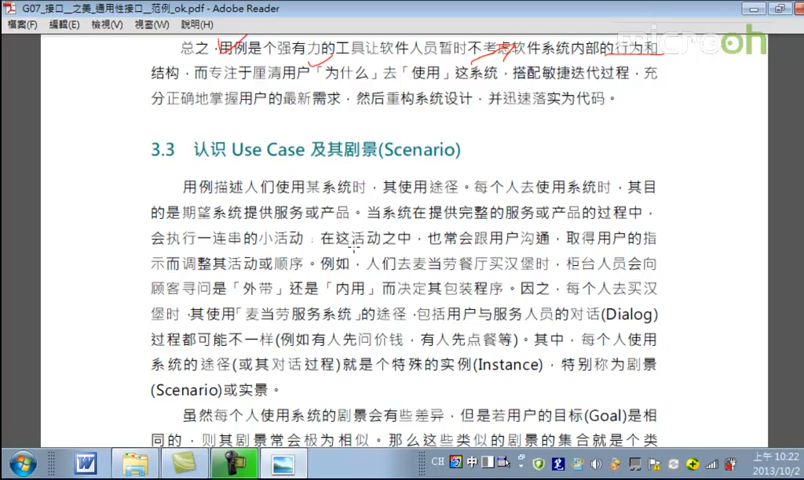 G07_接口__之美_通用性接口__范例_ok.pdf - Adobe Reader
檔案(F) 編輯(E) 檢視(V) 視窗(W) 說明(H)
microoh
总之，用例是个强有力的工具让软件人员暂时不考虑软件系统内部的行为和
结构，而专注于厘清用户「为什么」去「使用」这系统，搭配敏捷迭代过程，充
分正确地掌握用户的最新需求，然后重构系统设计，并迅速落实为代码。
3.3 认识 Use Case 及其剧景(Scenario)
用例描述人们使用某系统时，其使用途径。每个人去使用系统时，其目
的是期望系统提供服务或产品。当系统在提供完整的服务或产品的过程中，
会执行一连串的小活动；在这活动之中，也常会跟用户沟通，取得用户的指
示而调整其活动或顺序。例如，人们去麦当劳餐厅买汉堡时，柜台人员会向
顾客寻问是「外带」还是「内用」而决定其包装程序。因之，每个人去买汉
堡时，其使用「麦当劳服务系统」的途径，包括用户与服务人员的对话(Dialog)
过程都可能不一样(例如有人先问价钱，有人先点餐等)。其中，每个人使用
系统的途径(或其对话过程)就是个特殊的实例(Instance)，特别称为剧景
(Scenario)或实景。
虽然每个人使用系统的剧景会有些差异，但是若用户的目标(Goal)是相
同的，则其剧景常会极为相似。那么这些类似的剧景的集合就是个类
CH 中
上午 10:22
2013/10/2